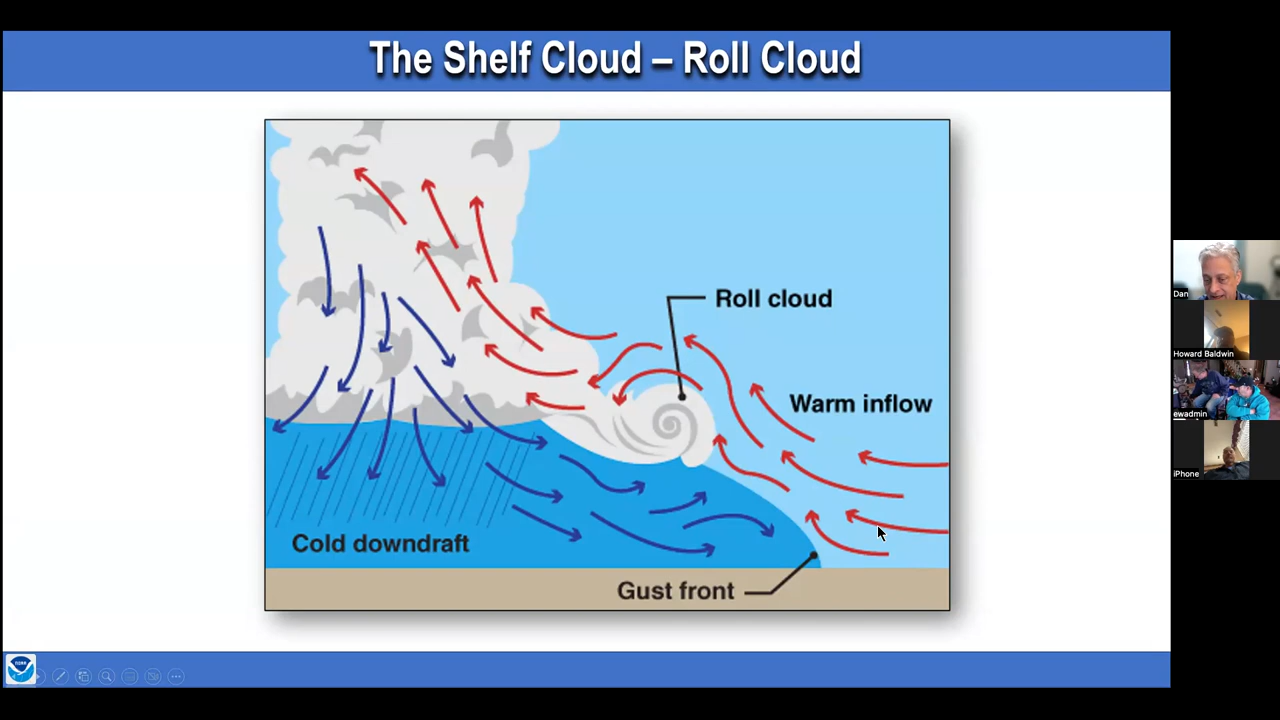 The Shelf Cloud – Roll Cloud
Roll cloud
Warm inflow
Cold downdraft
Gust front
Dan
Howard Baldwin
ewadmin
iPhone